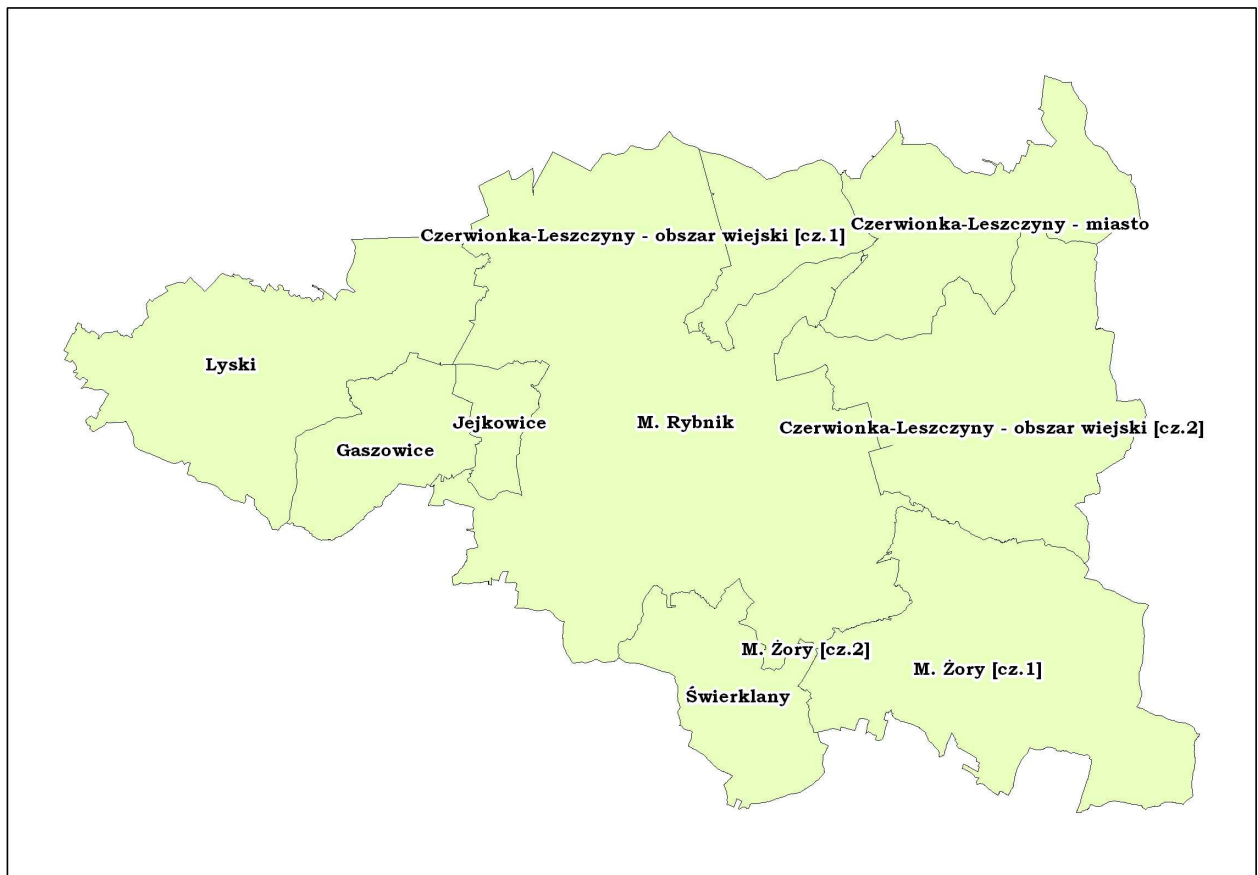 Czerwionka-Leszczyny - miasto
Czerwionka-Leszczyny - obszar wiejski [cz.1]
Lyski
Jejkowice
M. Rybnik
Czerwionka-Leszczyny - obszar wiejski [cz.2]
Gaszowice
M. Żory [cz.2]
M. Żory [cz.1]
Świerklany